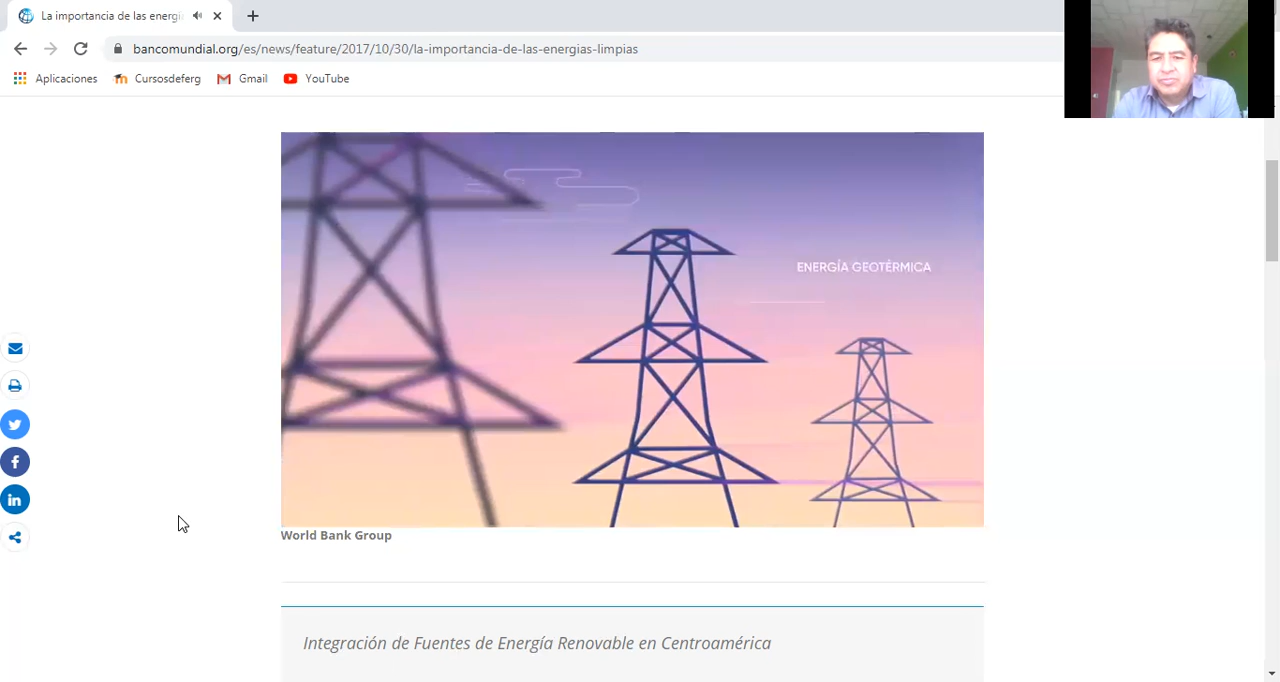 La importancia de las energi
bancomundial.org/es/news/feature/2017/10/30/la-importancia-de-las-energias-limpias
Aplicaciones Cursosdeferg Gmail YouTube
ENERGÍA GEOTÉRMICA
World Bank Group
Integración de Fuentes de Energía Renovable en Centroamérica